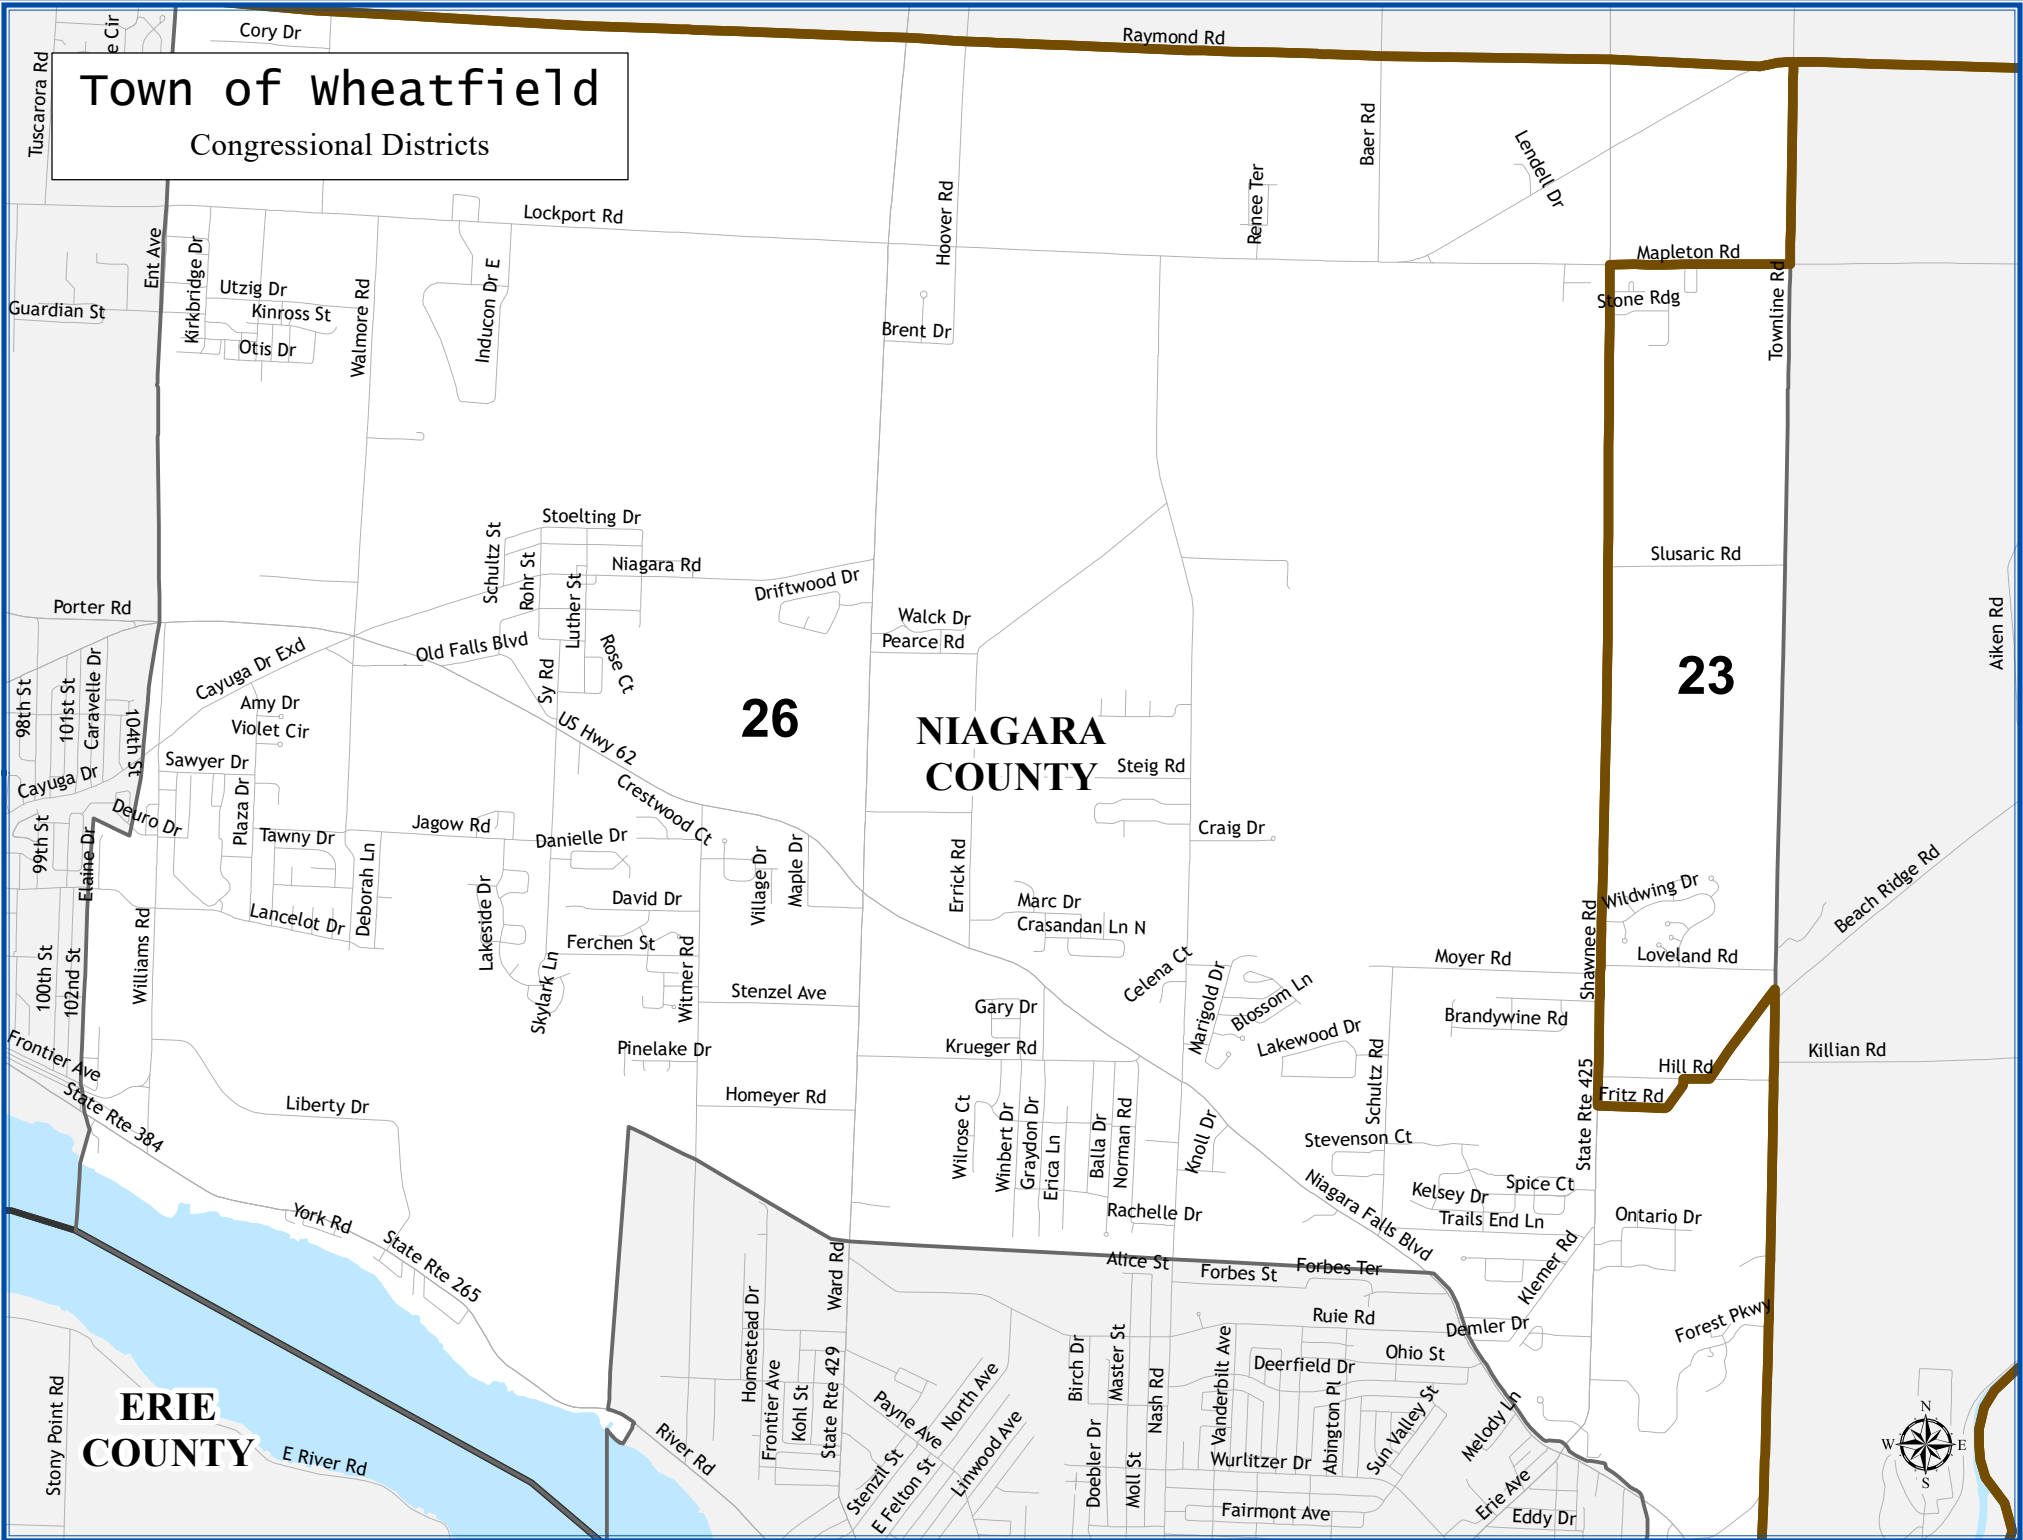 Town of Wheatfield
Congressional Districts
Cory Dr
e Cir
Tuscarora Rd
Raymond Rd
Baer Rd
Lendell Dr
Renee Ter
Hoover Rd
Lockport Rd
Mapleton Rd
Townline Rd
Stone Rdg
Ent Ave
Kirkbridge Dr
Utzig Dr
Kinross St
Otis Dr
Guardian St
Walmore Rd
Inducon Dr E
Brent Dr
Stoelting Dr
Schultz St
Rohr St
Luther St
Niagara Rd
Driftwood Dr
Slusaric Rd
Aiken Rd
Porter Rd
Walck Dr
Pearce Rd
Old Falls Blvd
Rose Ct
Sy Rd
Cayuga Dr Exd
98th St
101st St
Caravelle Dr
104th St
Amy Dr
Violet Cir
26
23
NIAGARA
COUNTY
US Hwy 62
Sawyer Dr
Cayuga Dr
Steig Rd
Crestwood Ct
Deuro Dr
Plaza Dr
Tawny Dr
Jagow Rd
Danielle Dr
Craig Dr
99th St
Elaine Dr
Deborah Ln
Village Dr
Maple Dr
Errick Rd
Wildwing Dr
Beach Ridge Rd
Lakeside Dr
David Dr
Marc Dr
Crasandan Ln N
Lancelot Dr
Ferchen St
Williams Rd
Witmer Rd
Shawnee Rd
Moyer Rd
Loveland Rd
Celena Ct
100th St
102nd St
Skylark Ln
Stenzel Ave
Gary Dr
Marigold Dr
Blossom Ln
Brandywine Rd
Lakewood Dr
Krueger Rd
Pinelake Dr
Killian Rd
Frontier Ave
Schultz Rd
Hill Rd
Fritz Rd
State Rte 425
State Rte 384
Liberty Dr
Homeyer Rd
Wilrose Ct
Winbert Dr
Graydon Dr
Erica Ln
Balla Dr
Norman Rd
Knoll Dr
Stevenson Ct
Kelsey Dr
Spice Ct
Trails End Ln
Ontario Dr
Rachelle Dr
Niagara Falls Blvd
York Rd
State Rte 265
Klemer Rd
Ward Rd
Alice St
Forbes St
Forbes Ter
Ruie Rd
Demler Dr
Forest Pkwy
Homestead Dr
Frontier Ave
Kohl St
State Rte 429
Birch Dr
Master St
Nash Rd
Vanderbilt Ave
Deerfield Dr
Ohio St
Abington Pl
Sun Valley St
Melody Ln
Payne Ave
North Ave
Linwood Ave
Stenzil St
E Felton St
River Rd
Doebler Dr
Moll St
Wurlitzer Dr
Fairmont Ave
Erie Ave
Eddy Dr
Stony Point Rd
ERIE
COUNTY
E River Rd
N
W
E
S